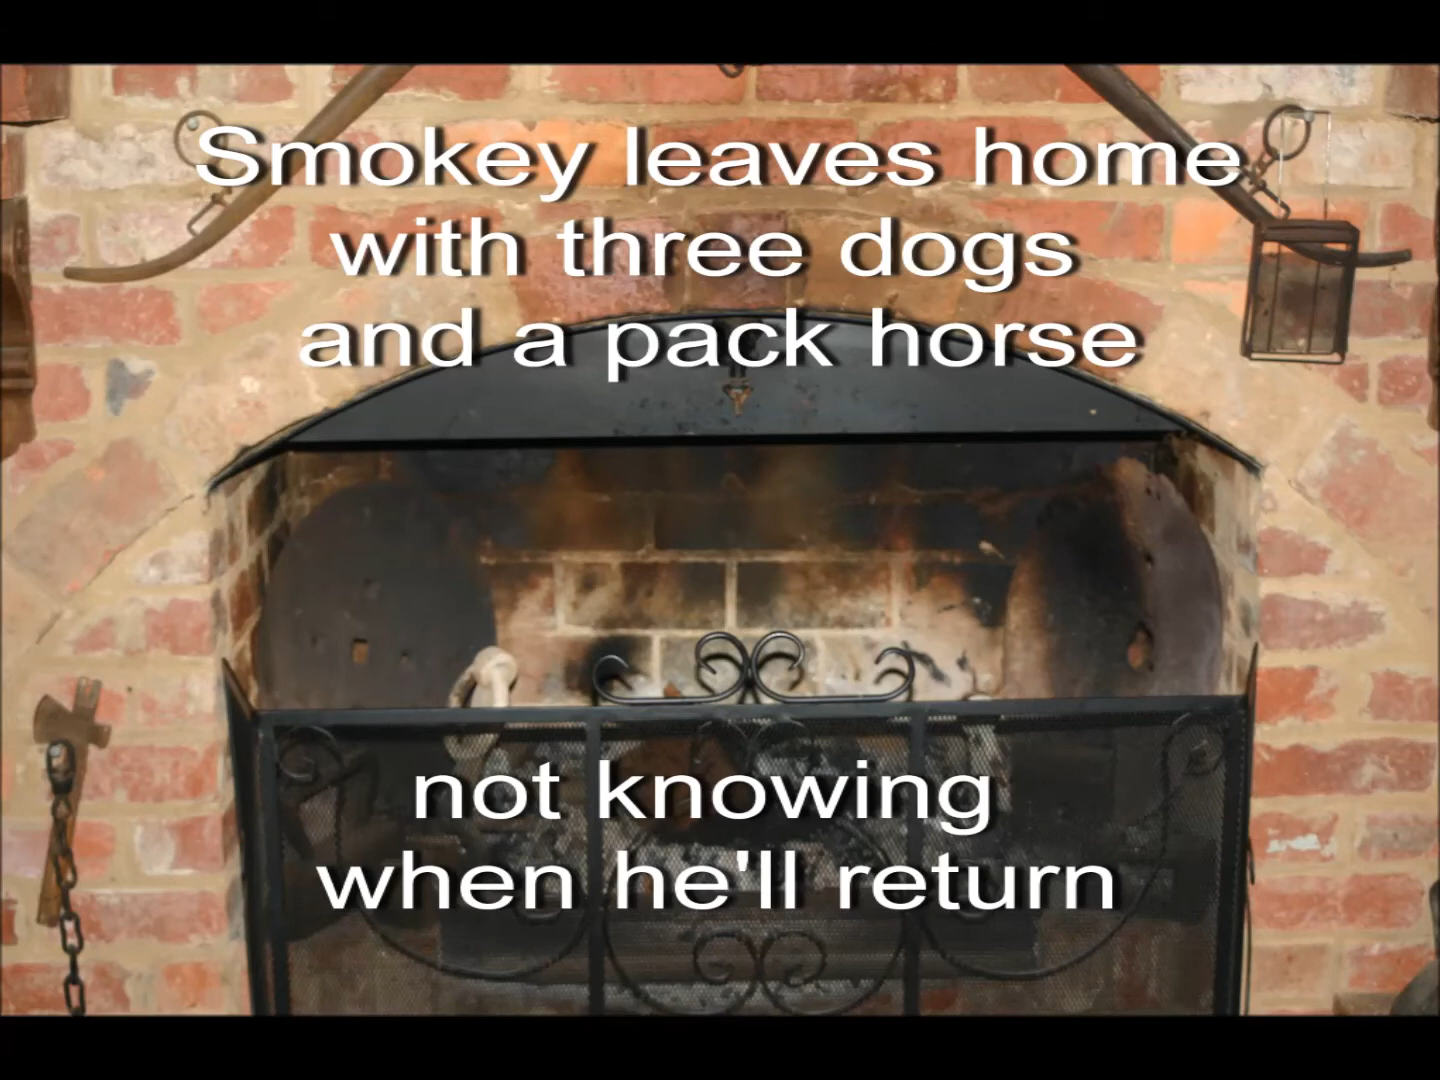 Smokey leaves home
with three dogs
and a pack horse
not knowing
when he'll return